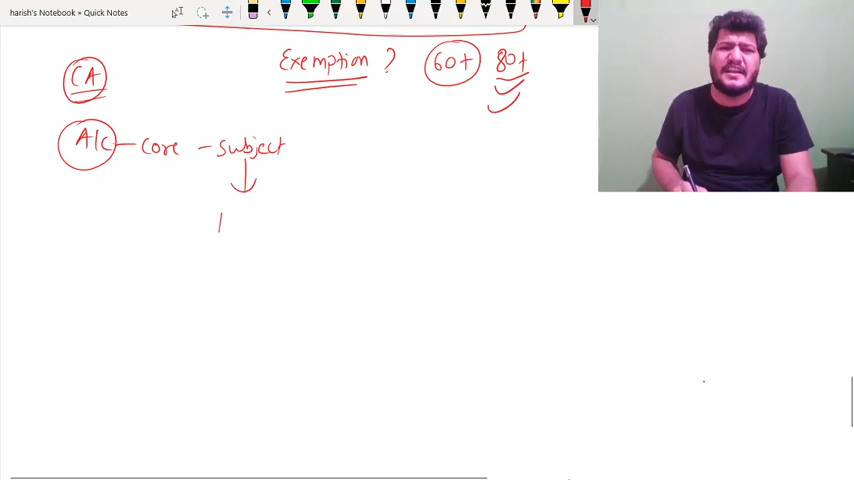 harish's Notebook » Quick Notes
Exemption ? 60+ 80+
CA
A/c - core - subject